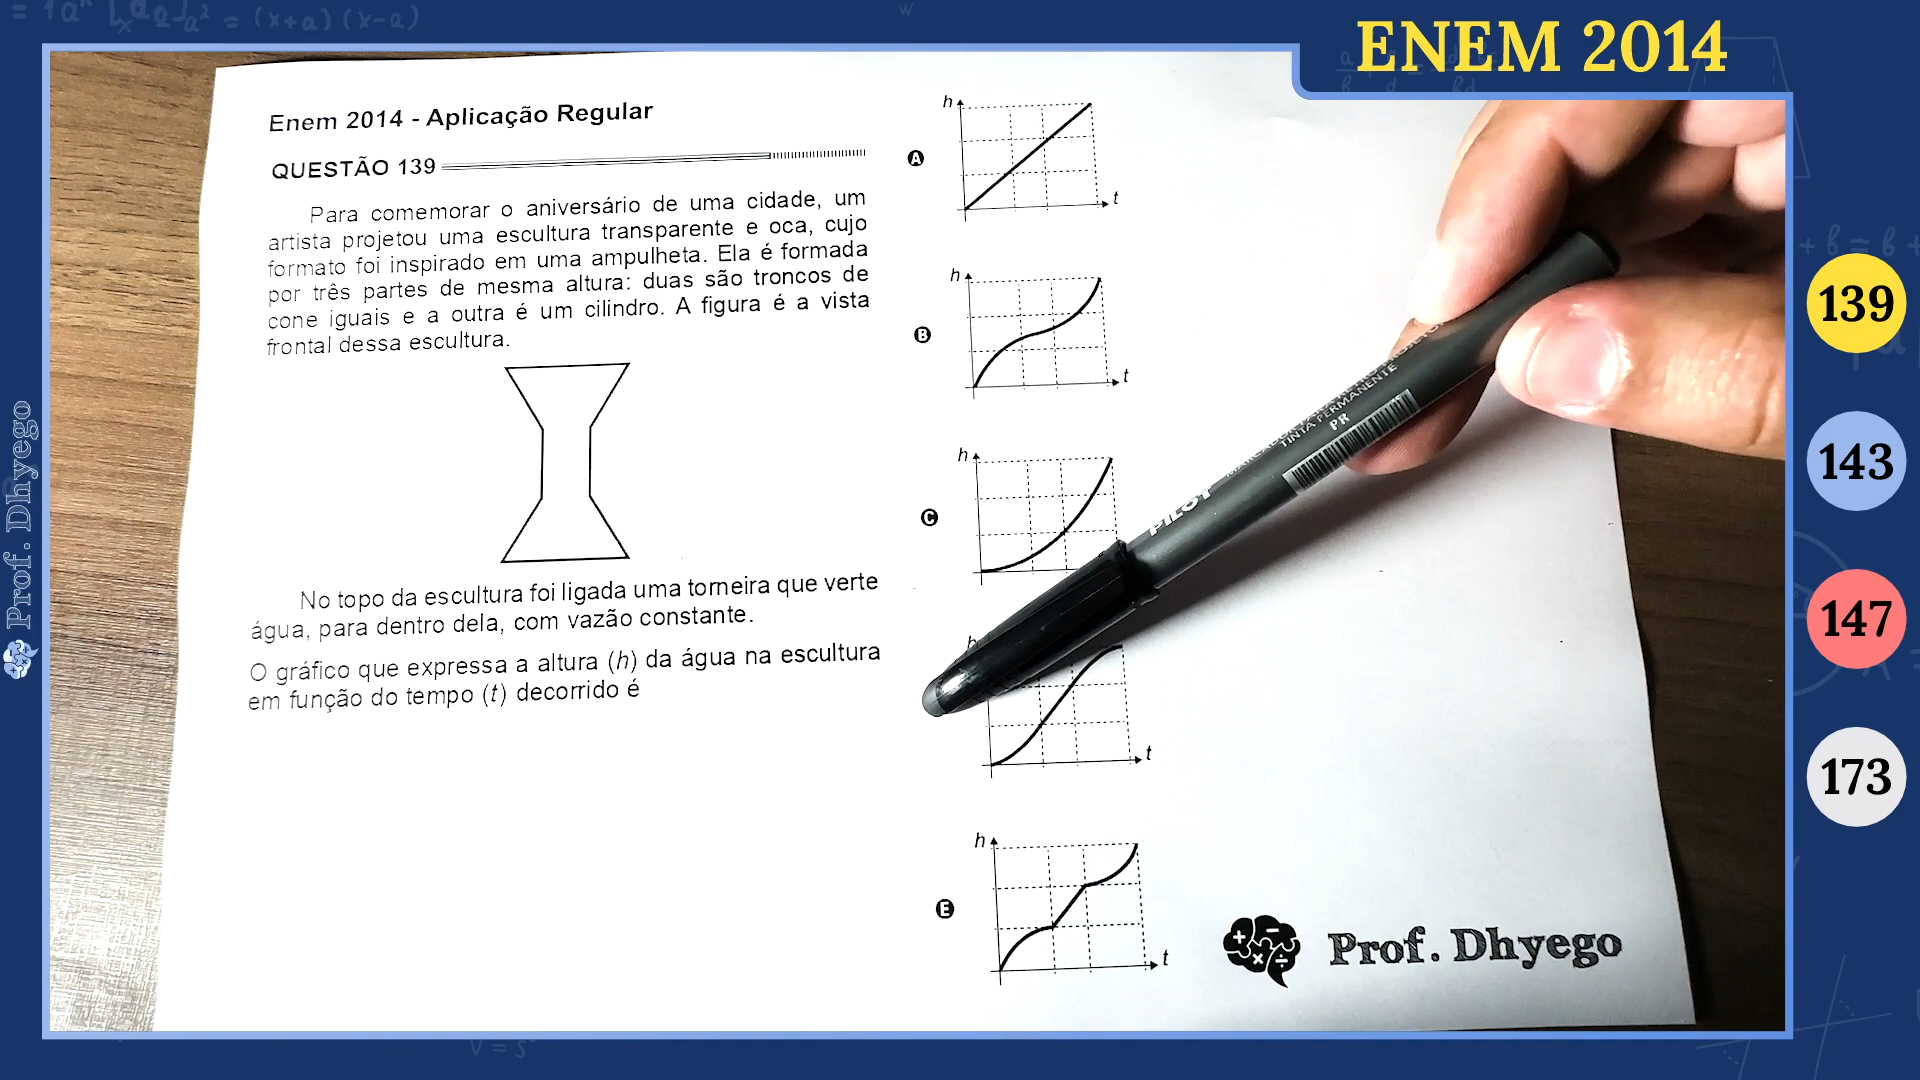 ENEM 2014
Enem 2014 - Aplicação Regular
QUESTÃO 139
Para comemorar o aniversário de uma cidade, um
artista projetou uma escultura transparente e oca, cujo
formato foi inspirado em uma ampulheta. Ela é formada
por três partes de mesma altura: duas são troncos de
cone iguais e a outra é um cilindro. A figura é a vista
frontal dessa escultura.
No topo da escultura foi ligada uma torneira que verte
água, para dentro dela, com vazão constante.
O gráfico que expressa a altura (h) da água na escultura
em função do tempo (t) decorrido é
h
A
t
h
B
t
h
C
h
t
h
E
t
PILOT
TINTA PERMANENTE
PR
Prof. Dhyego
139
143
147
173
Prof. Dhyego
= (x+a) (x-a)